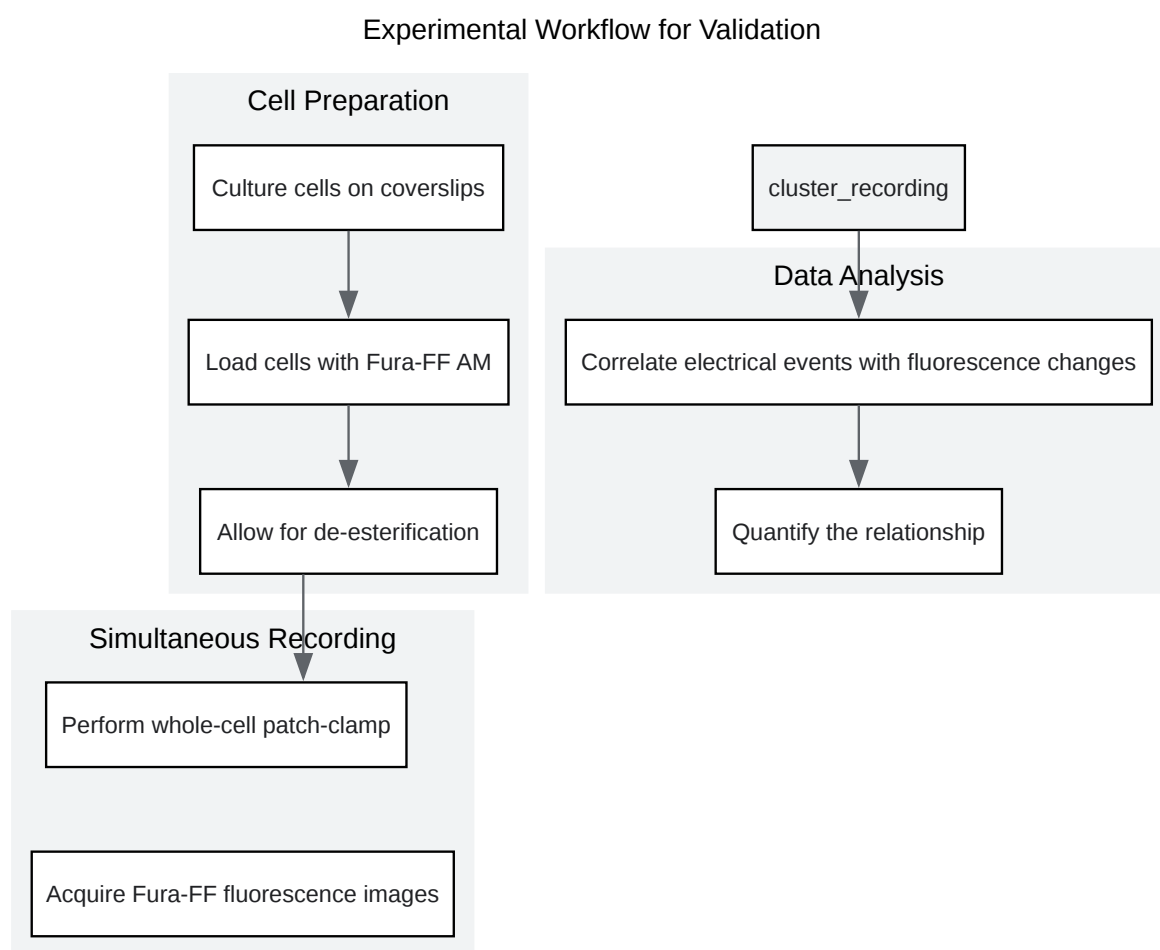 Experimental Workflow for Validation
Cell Preparation
Culture cells on coverslips
Load cells with Fura-FF AM
Allow for de-esterification
Simultaneous Recording
Perform whole-cell patch-clamp
Acquire Fura-FF fluorescence images
cluster_recording
Data Analysis
Correlate electrical events with fluorescence changes
Quantify the relationship